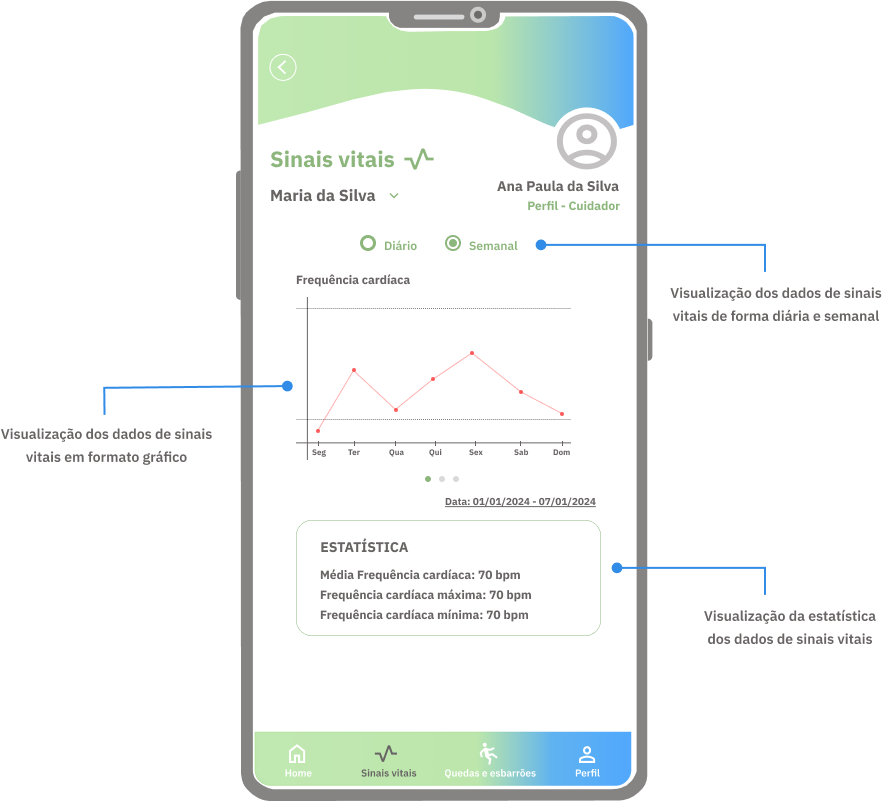 Sinais vitais
Maria da Silva
Ana Paula da Silva
Perfil - Cuidador
Diário
Semanal
Visualização dos dados de sinais
vitais de forma diária e semanal
Frequência cardíaca
Visualização dos dados de sinais
vitais em formato gráfico
Seg Ter Qua Qui Sex Sab Dom
Data: 01/01/2024 - 07/01/2024
ESTATÍSTICA
Média Frequência cardíaca: 70 bpm
Frequência cardíaca máxima: 70 bpm
Frequência cardíaca mínima: 70 bpm
Visualização da estatística
dos dados de sinais vitais
Home
Sinais vitais
Quedas e esbarrões
Perfil